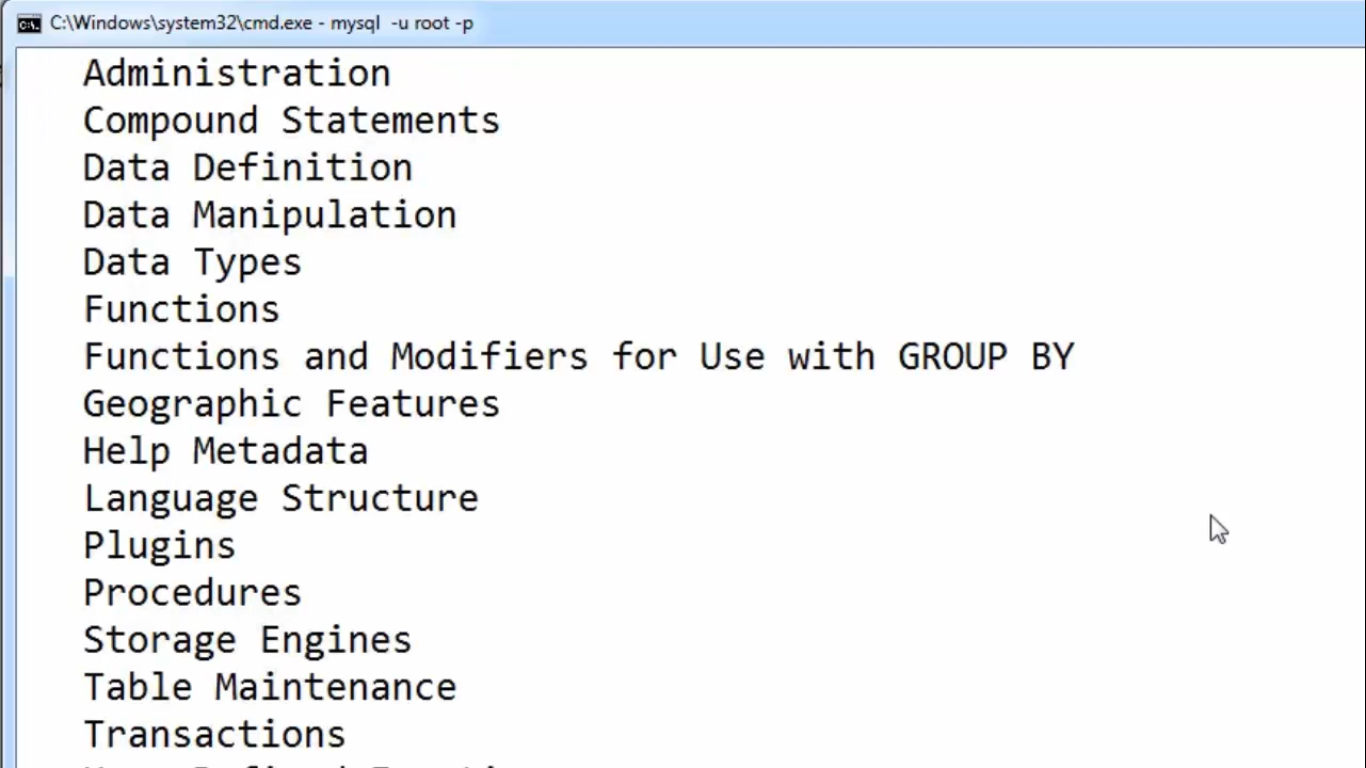 C:\Windows\system32\cmd.exe - mysql  -u root -p
Administration
Compound Statements
Data Definition
Data Manipulation
Data Types
Functions
Functions and Modifiers for Use with GROUP BY
Geographic Features
Help Metadata
Language Structure
Plugins
Procedures
Storage Engines
Table Maintenance
Transactions